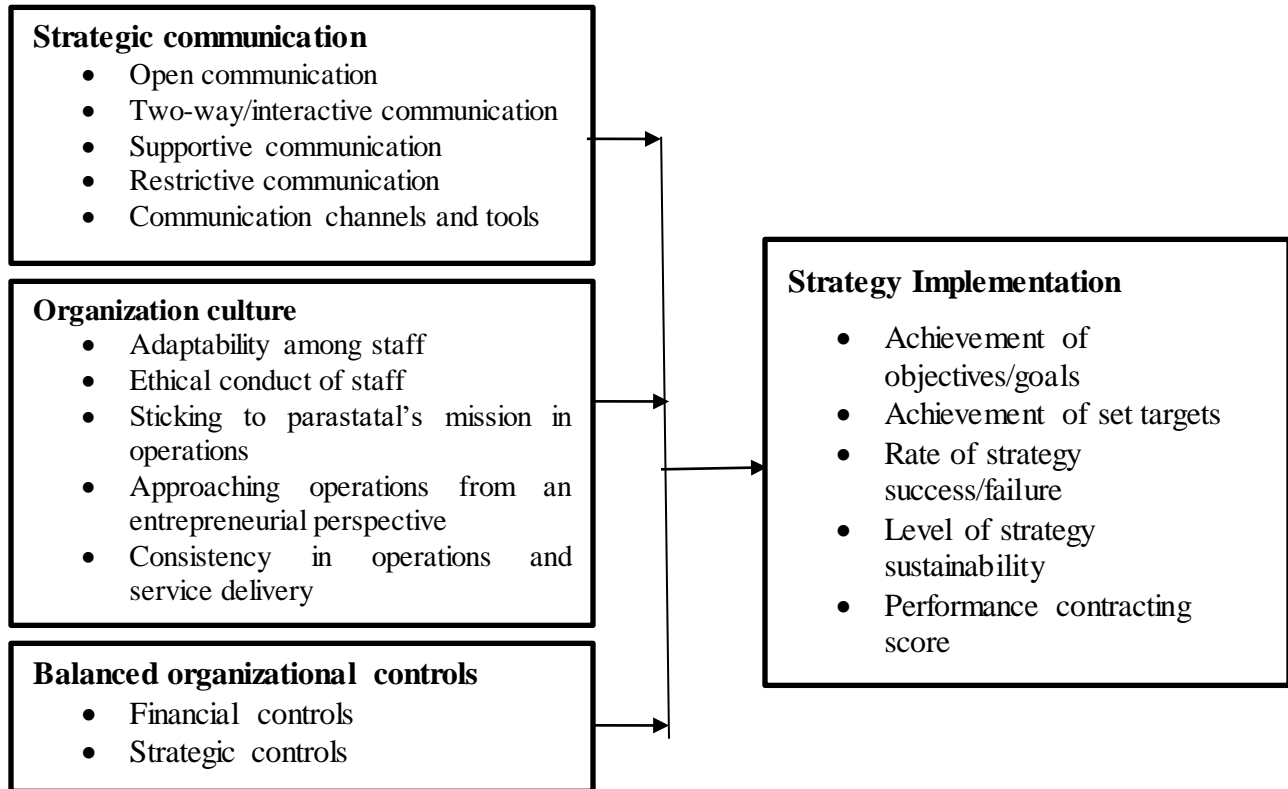 Strategic communication
• Open communication
• Two-way/interactive communication
• Supportive communication
• Restrictive communication
• Communication channels and tools
Organization culture
• Adaptability among staff
• Ethical conduct of staff
• Sticking to parastatal’s mission in
operations
• Approaching operations from an
entrepreneurial perspective
• Consistency in operations and
service delivery
Balanced organizational controls
• Financial controls
• Strategic controls
Strategy Implementation
• Achievement of
objectives/goals
• Achievement of set targets
• Rate of strategy
success/failure
• Level of strategy
sustainability
• Performance contracting
score